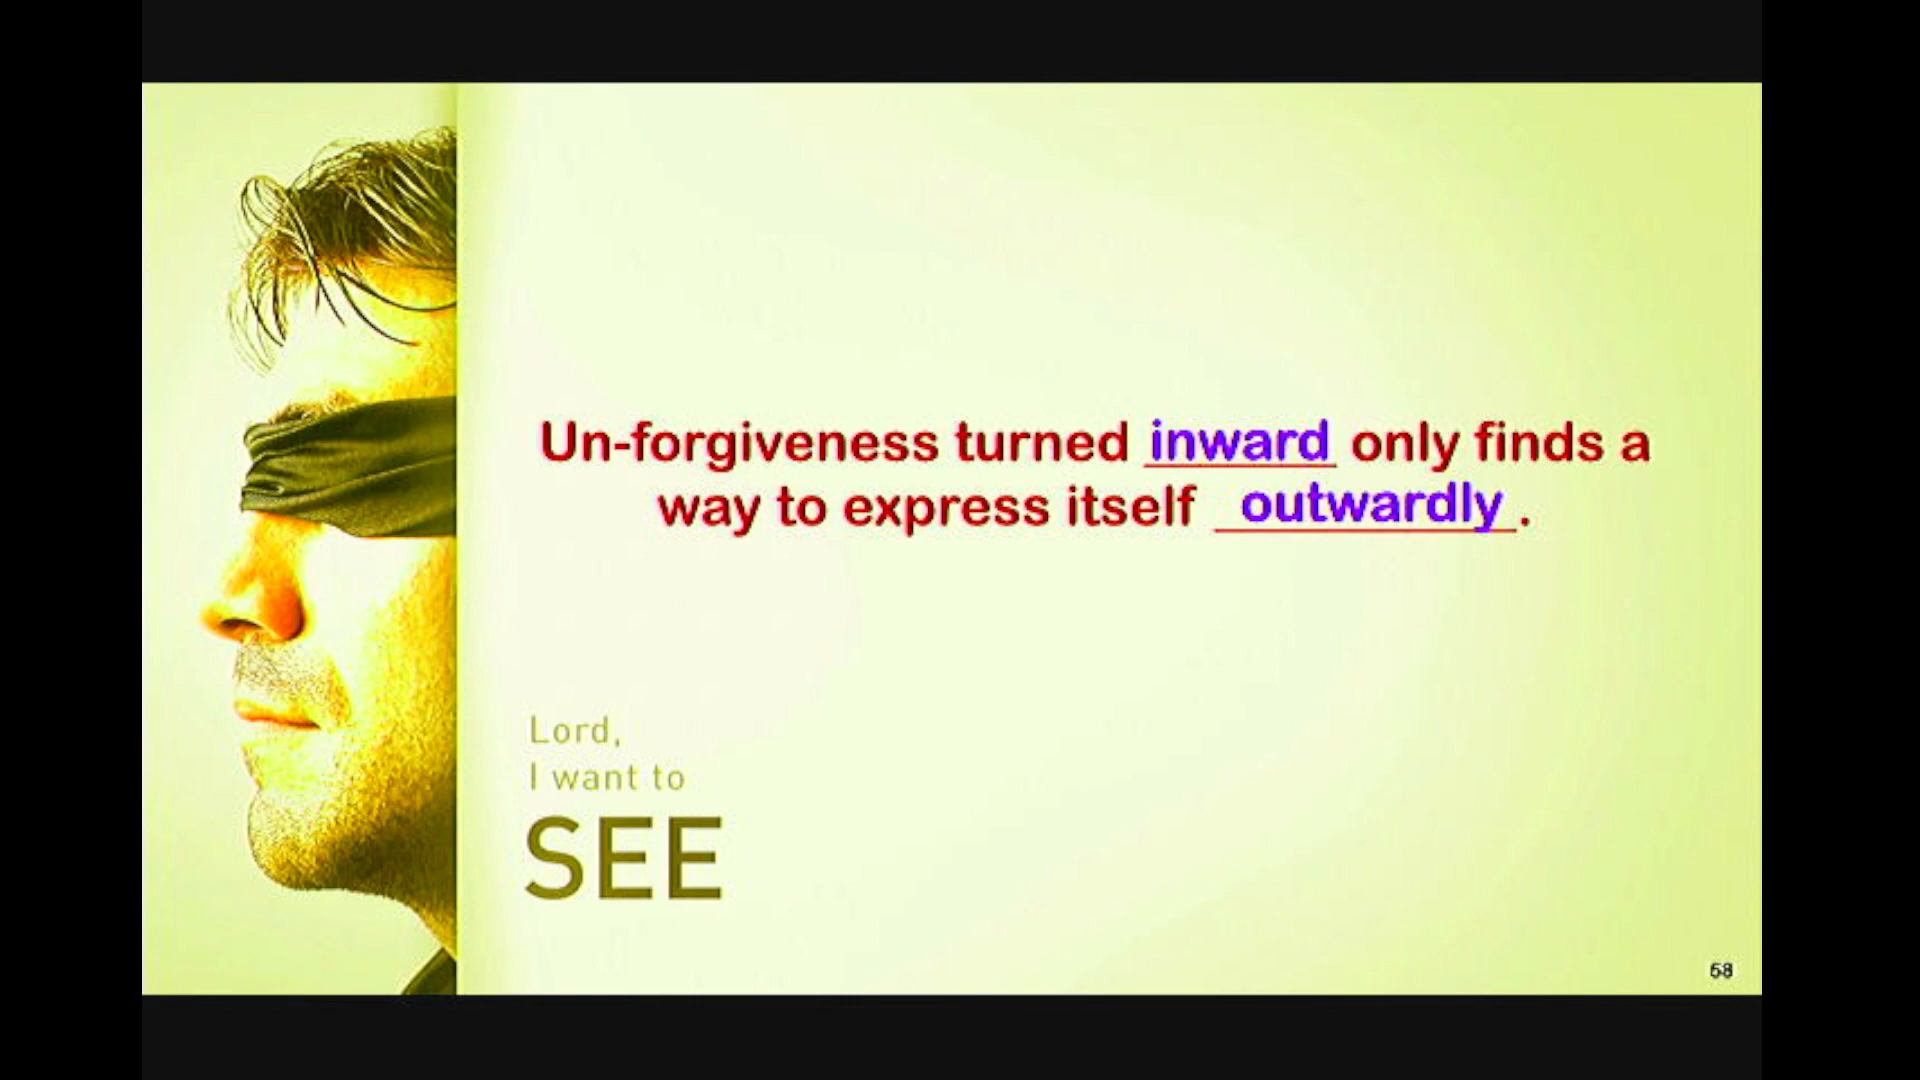 Un-forgiveness turned inward only finds a
way to express itself outwardly.
Lord,
I want to
SEE
58